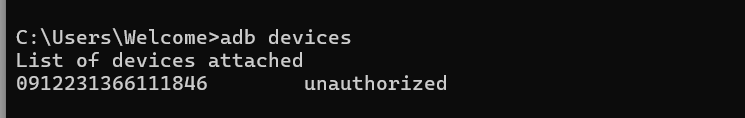 C:\Users\Welcome>adb devices
List of devices attached
0912231366111846        unauthorized